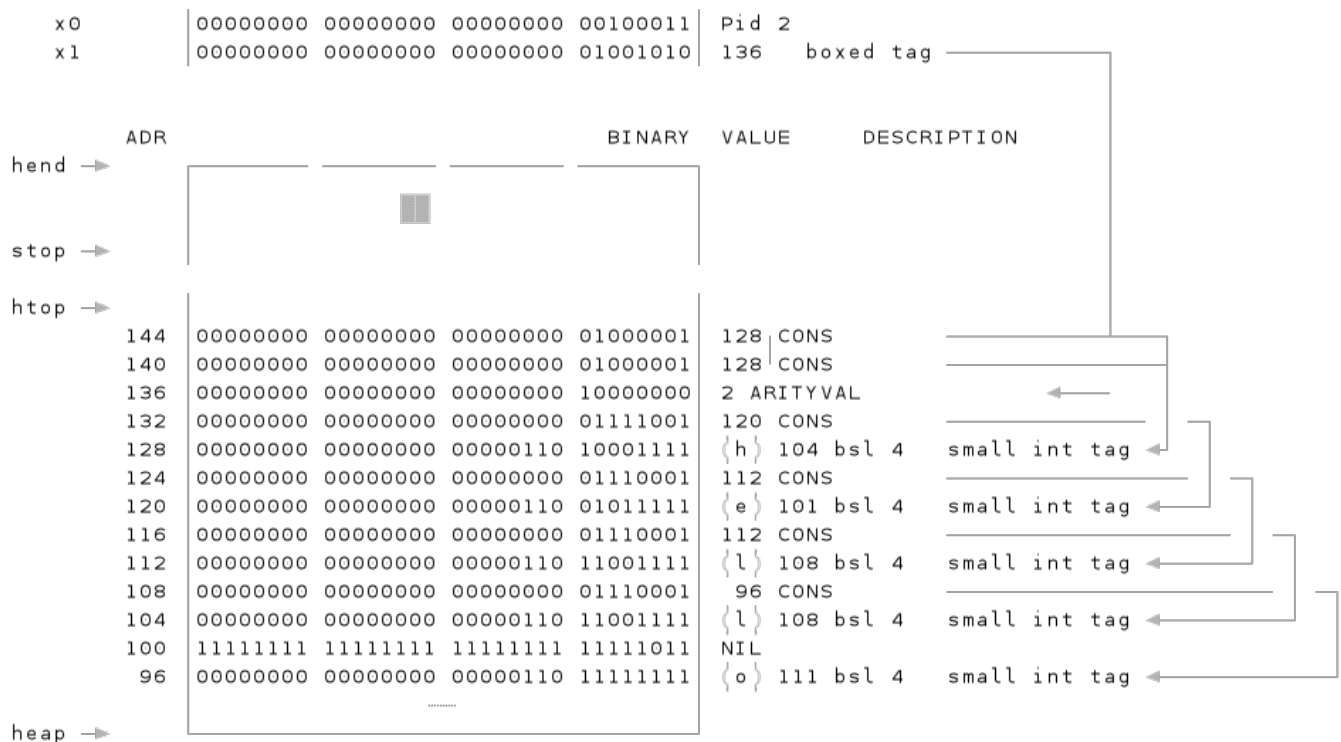 x0 00000000 00000000 00000000 00100011 Pid 2
x1 00000000 00000000 00000000 01001010 136 boxed tag
ADR BINARY VALUE DESCRIPTION
hend
stop
htop
144 00000000 00000000 00000000 01000001 128 CONS
140 00000000 00000000 00000000 01000001 128 CONS
136 00000000 00000000 00000000 10000000 2 ARITYVAL
132 00000000 00000000 00000000 01111001 120 CONS
128 00000000 00000000 00000110 10001111 (h) 104 bsl 4 small int tag
124 00000000 00000000 00000000 01110001 112 CONS
120 00000000 00000000 00000110 01011111 (e) 101 bsl 4 small int tag
116 00000000 00000000 00000000 01110001 112 CONS
112 00000000 00000000 00000110 11001111 (l) 108 bsl 4 small int tag
108 00000000 00000000 00000000 01110001 96 CONS
104 00000000 00000000 00000110 11001111 (l) 108 bsl 4 small int tag
100 11111111 11111111 11111111 11111011 NIL
96 00000000 00000000 00000110 11111111 (o) 111 bsl 4 small int tag
heap